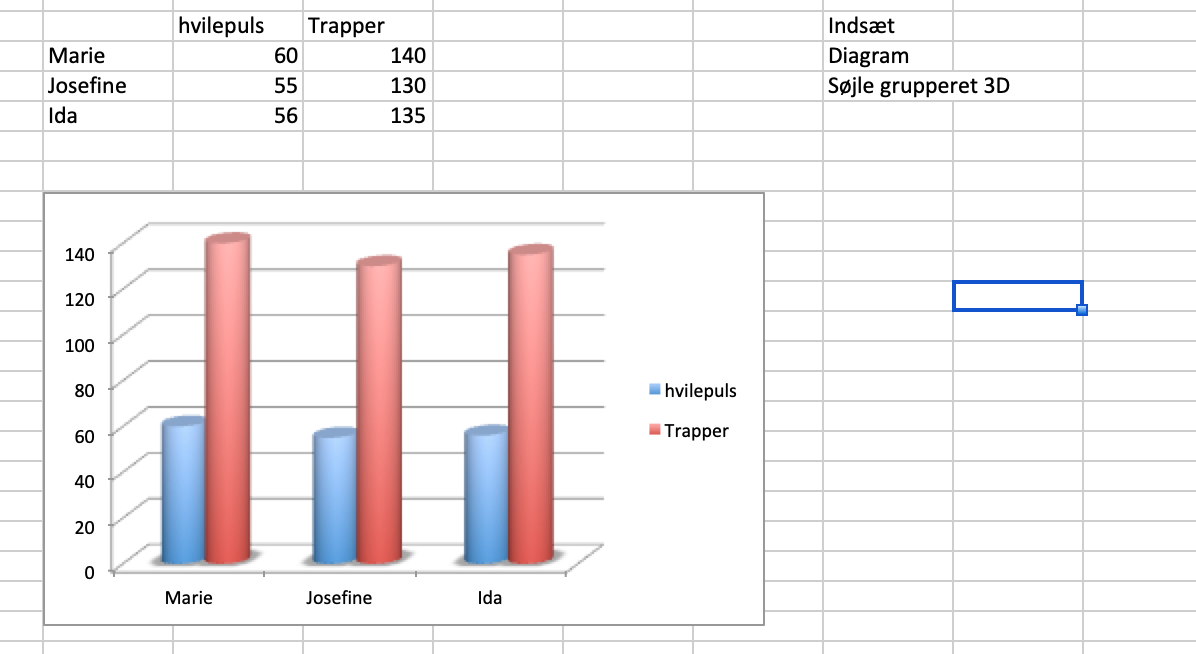 hvilepuls Trapper Indsæt
Marie 60 140 Diagram
Josefine 55 130 Søjle grupperet 3D
Ida 56 135
140
120
100
80
60
40
20
0
hvilepuls
Trapper
Marie Josefine Ida